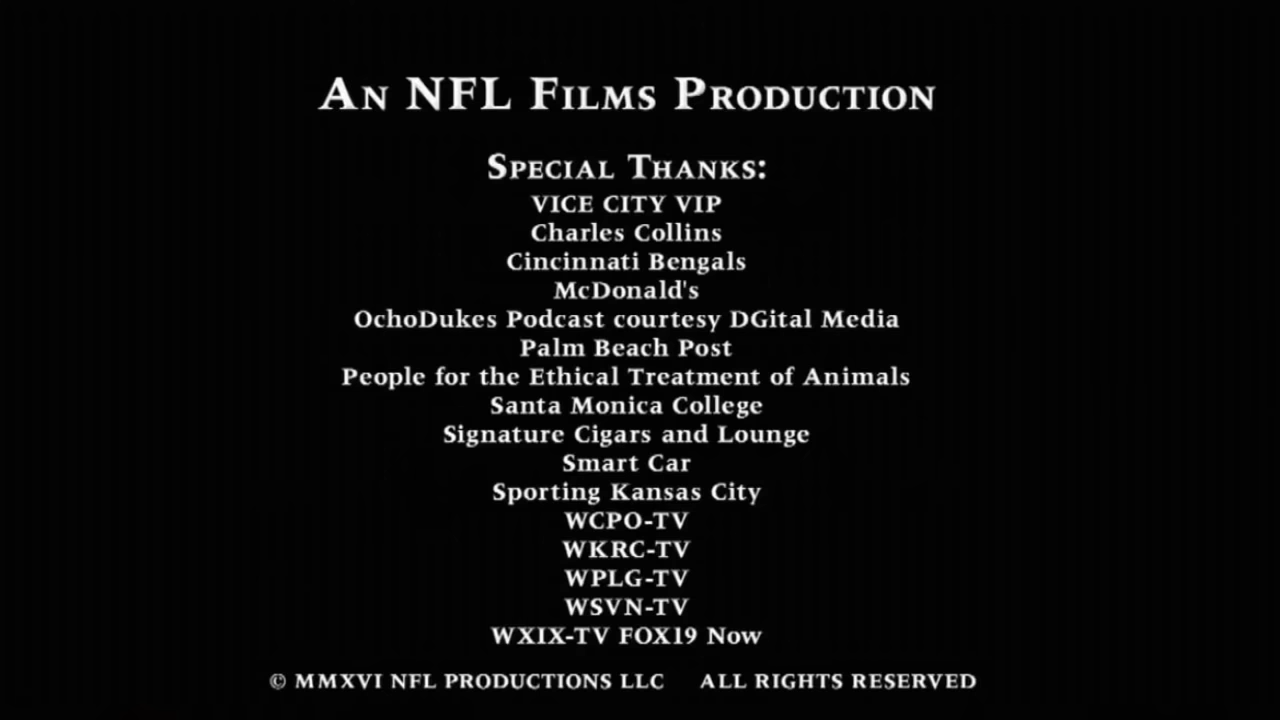 An NFL Films Production
Special Thanks:
VICE CITY VIP
Charles Collins
Cincinnati Bengals
McDonald's
OchoDukes Podcast courtesy DGital Media
Palm Beach Post
People for the Ethical Treatment of Animals
Santa Monica College
Signature Cigars and Lounge
Smart Car
Sporting Kansas City
WCPO-TV
WKRC-TV
WPLG-TV
WSVN-TV
WXIX-TV FOX19 Now
© MMXVI NFL PRODUCTIONS LLC ALL RIGHTS RESERVED